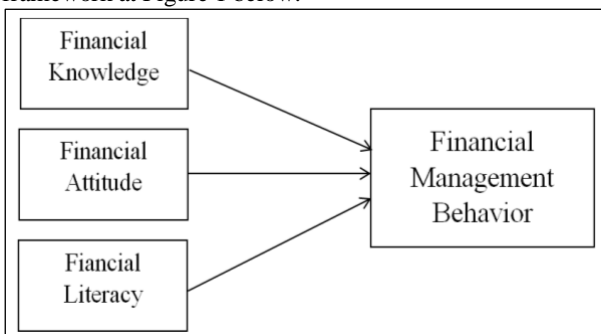 framework at Figure 1 below.
Financial
Knowledge
Financial
Attitude
Fiancial
Literacy
Financial
Management
Behavior